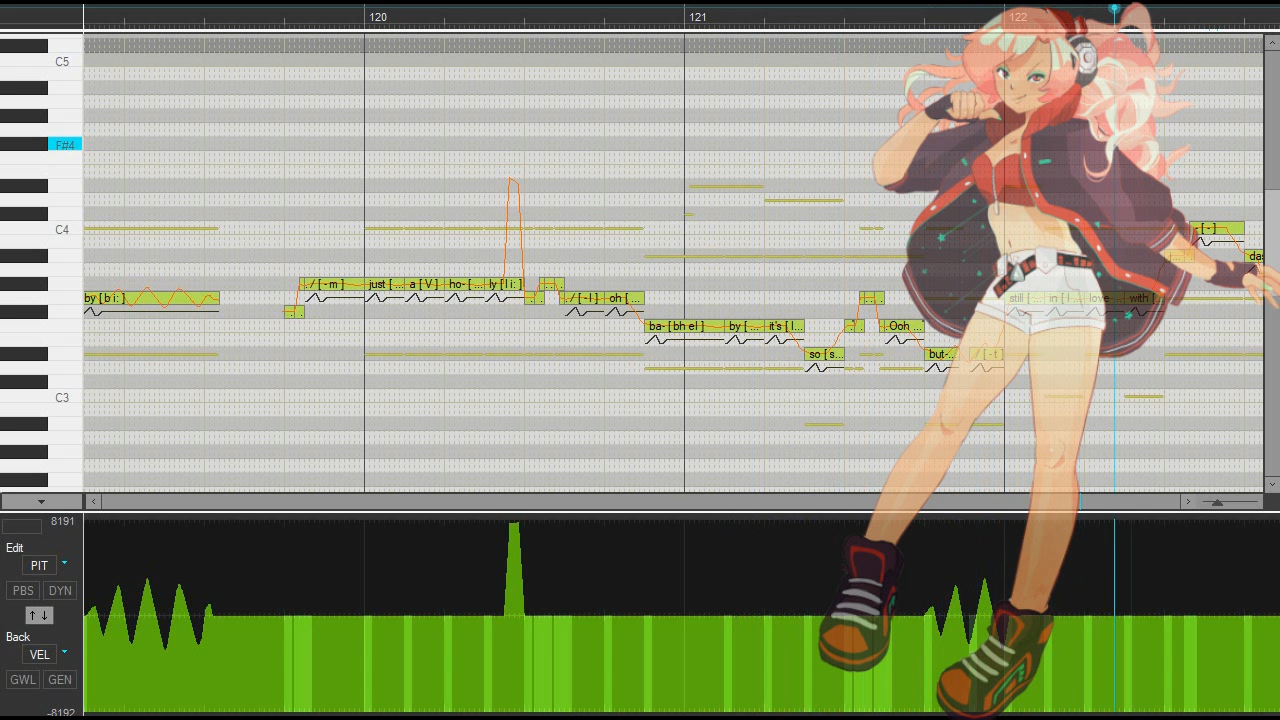 120 121 122
C5
F#4
C4
- [ - ]
by [ b i: ] / [ - m ] just [ ... a [ V ] ho- [ ... ly [ l i: ]
/ [ - l ] oh [ ... still [ ... in [ l ... love with [ ...
ba- [ bh eI ] by [ ... it's [ I... Ooh ...
so [ s... but-... / [ - t ]
C3
8191
Edit
PIT
PBS DYN
Back
VEL
GWL GEN
-8192